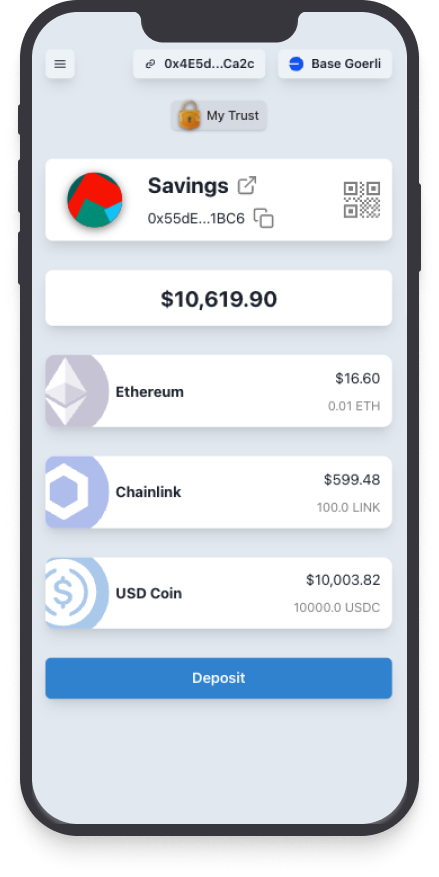 0x4E5d...Ca2c
Base Goerli
My Trust
Savings
0x55dE...1BC6
$10,619.90
Ethereum
$16.60
0.01 ETH
Chainlink
$599.48
100.0 LINK
USD Coin
$10,003.82
10000.0 USDC
Deposit